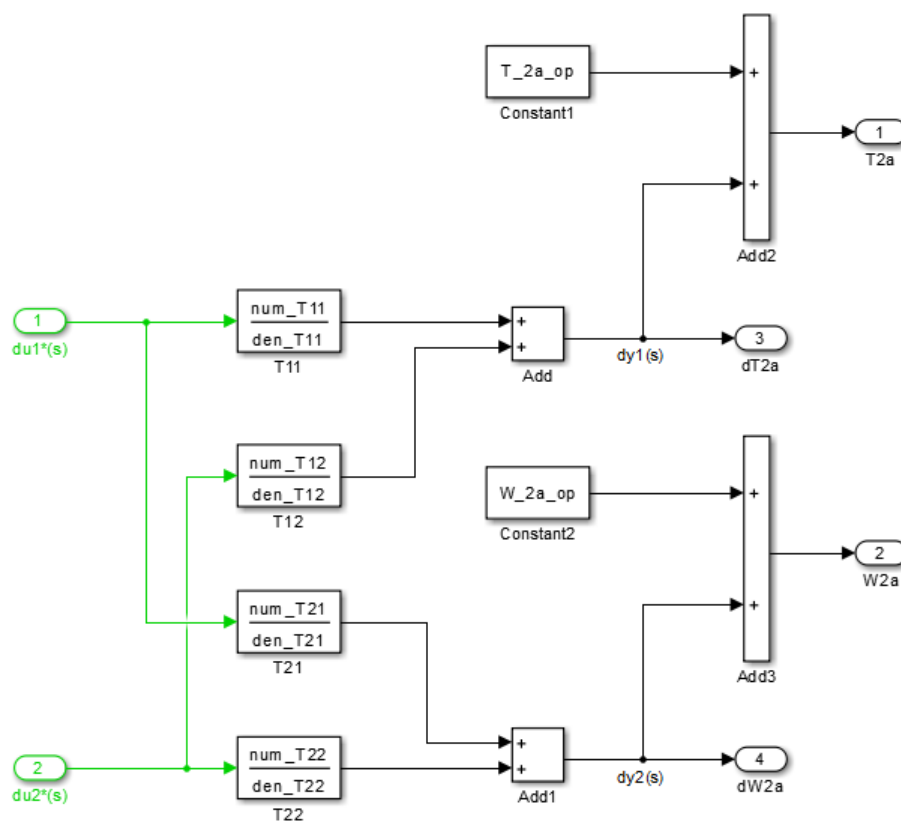 T_2a_op
+
Constant1
1
T2a
+
Add2
1
du1*(s)
num_T11
den_T11
T11
+
+
Add
dy1(s)
3
dT2a
num_T12
den_T12
T12
W_2a_op
Constant2
+
2
W2a
num_T21
den_T21
T21
+
Add3
2
du2*(s)
num_T22
den_T22
T22
+
+
Add1
dy2(s)
4
dW2a